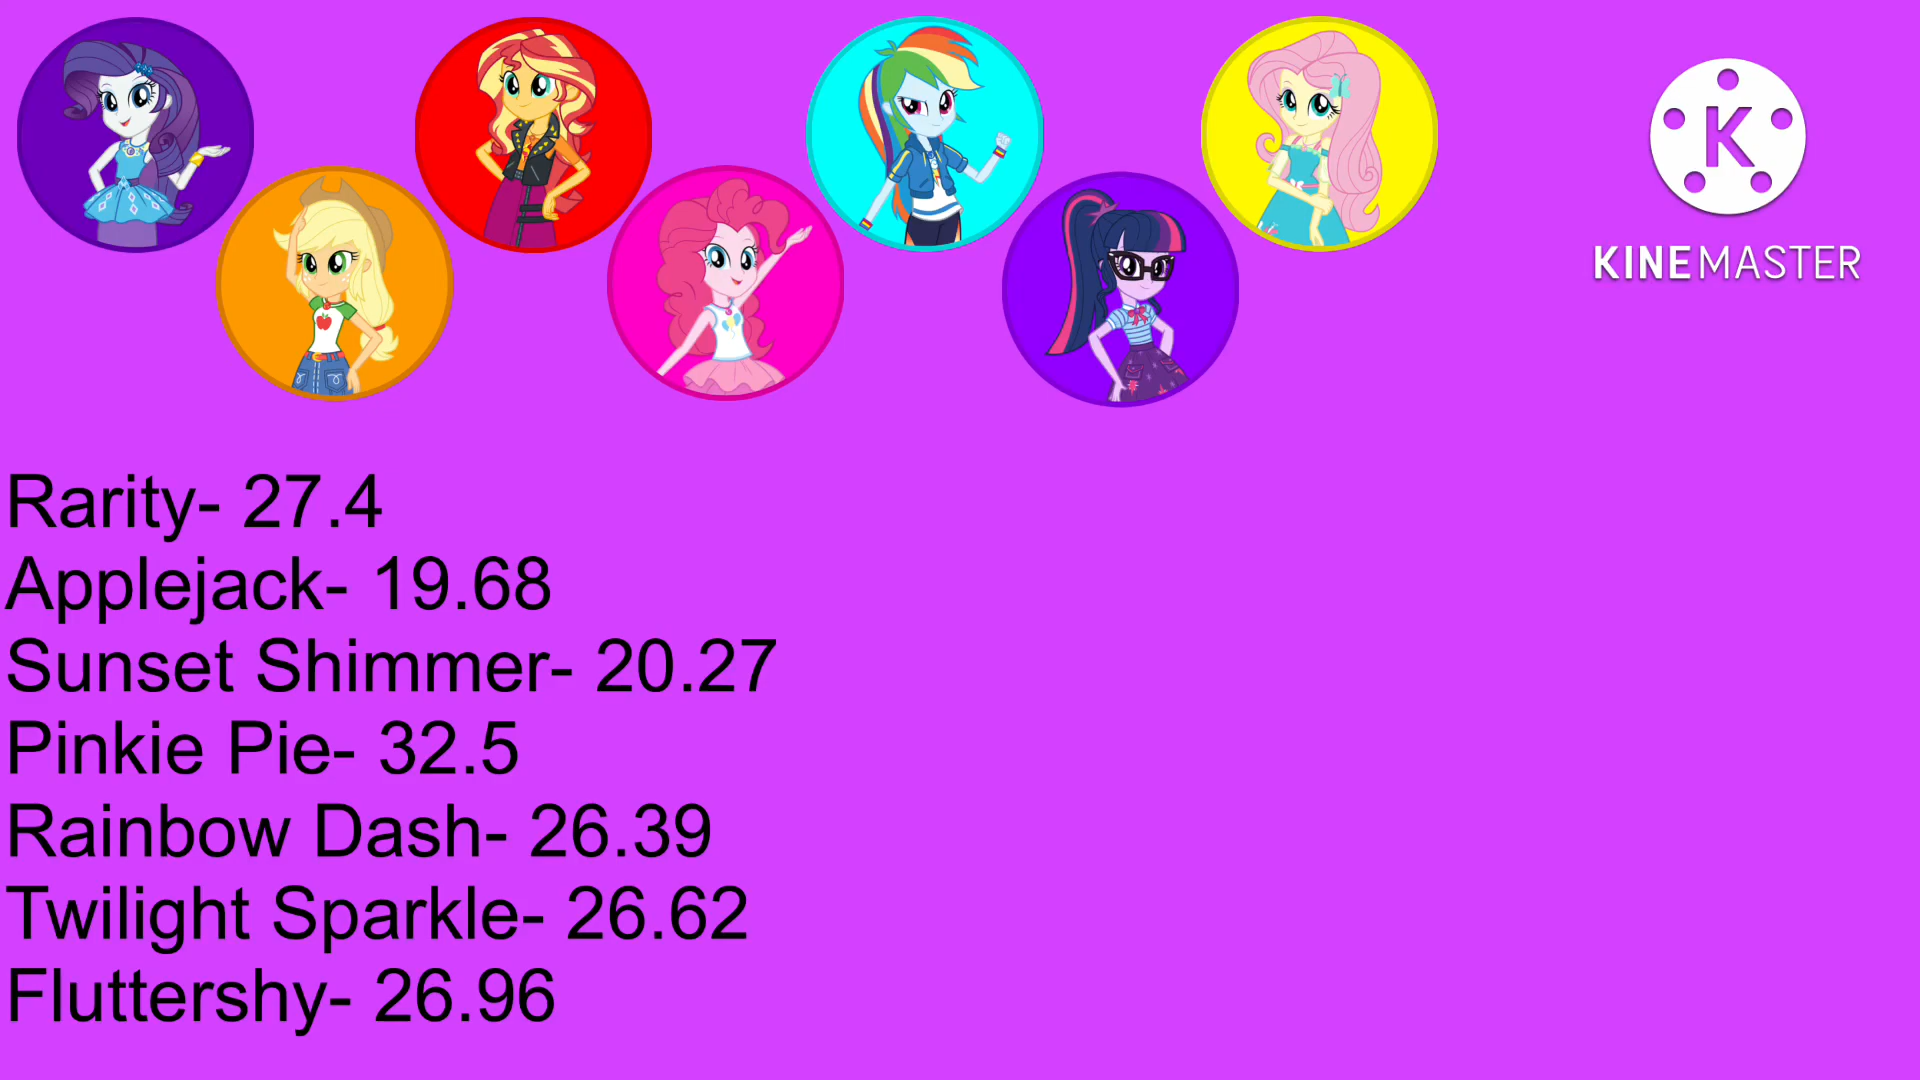 K
KINEMASTER
Rarity- 27.4
Applejack- 19.68
Sunset Shimmer- 20.27
Pinkie Pie- 32.5
Rainbow Dash- 26.39
Twilight Sparkle- 26.62
Fluttershy- 26.96